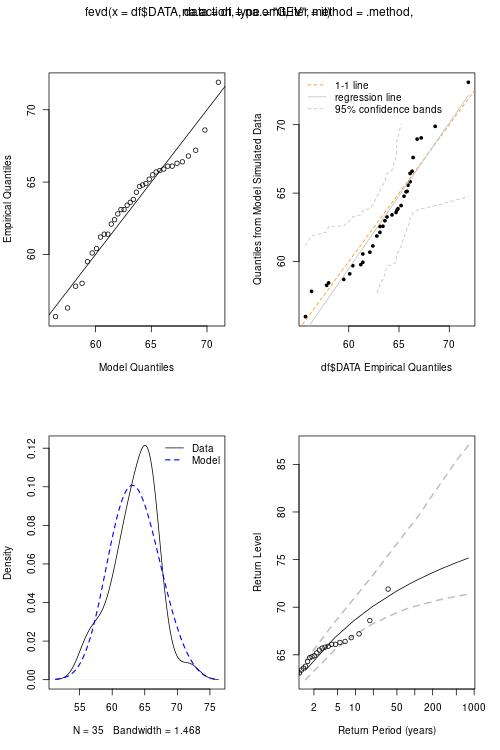 fevd(x = df$DATA, method = .method,
70
65
60
Empirical Quantiles
60
65
70
Model Quantiles
1-1 line
regression line
95% confidence bands
70
65
60
Quantiles from Model Simulated Data
60
65
70
df$DATA Empirical Quantiles
Data
Model
0.12
0.10
0.08
0.06
0.04
0.02
0.00
Density
55
60
65
70
75
N = 35 Bandwidth = 1.468
85
80
75
70
65
Return Level
2
5
10
50
200
1000
Return Period (years)